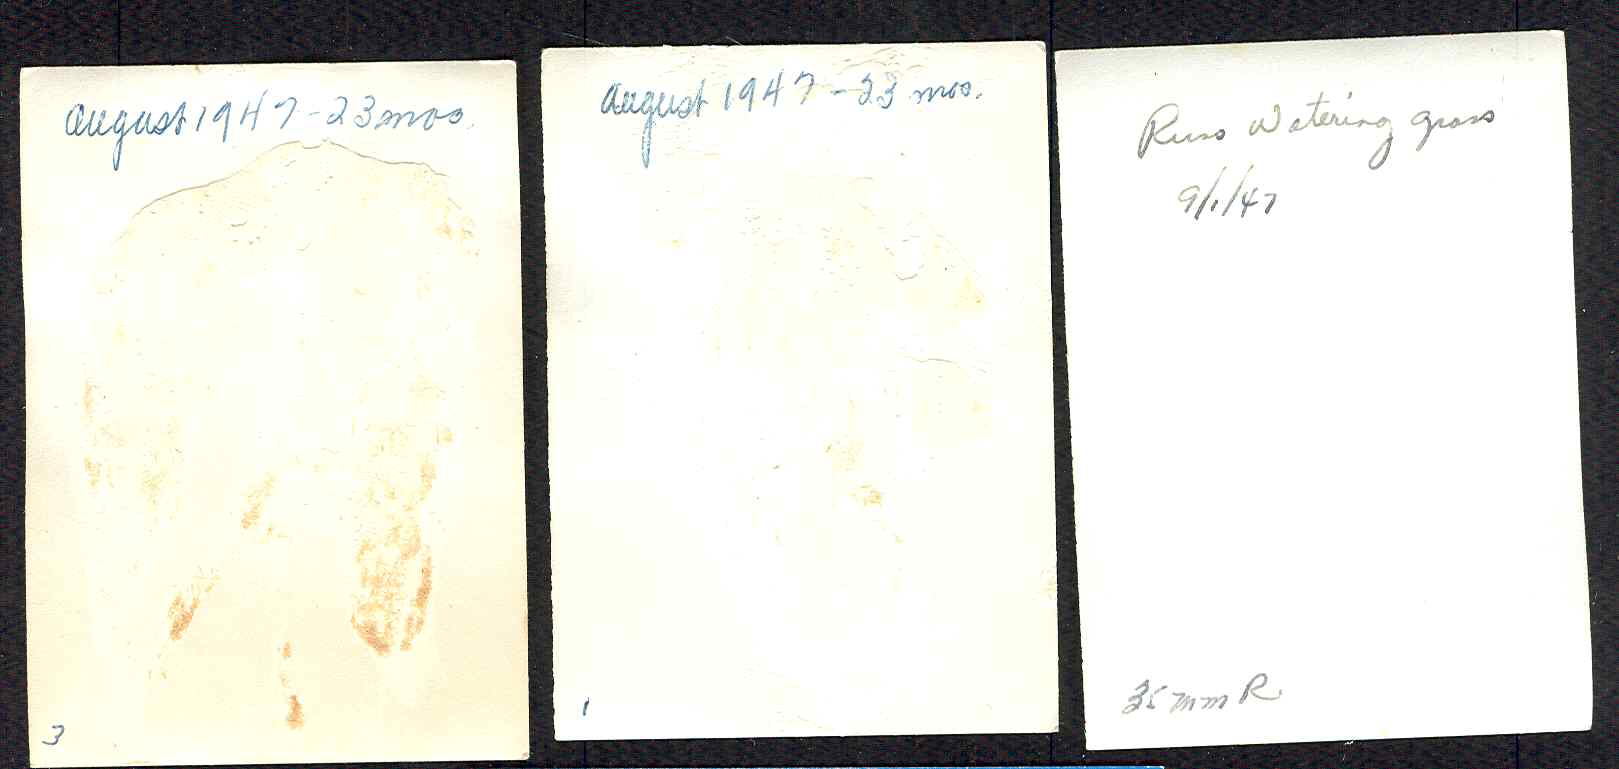 August 1947-23 mos.
3
August 1947-23 mos.
1
Russ Watering grass
9/1/47
35 mm R.